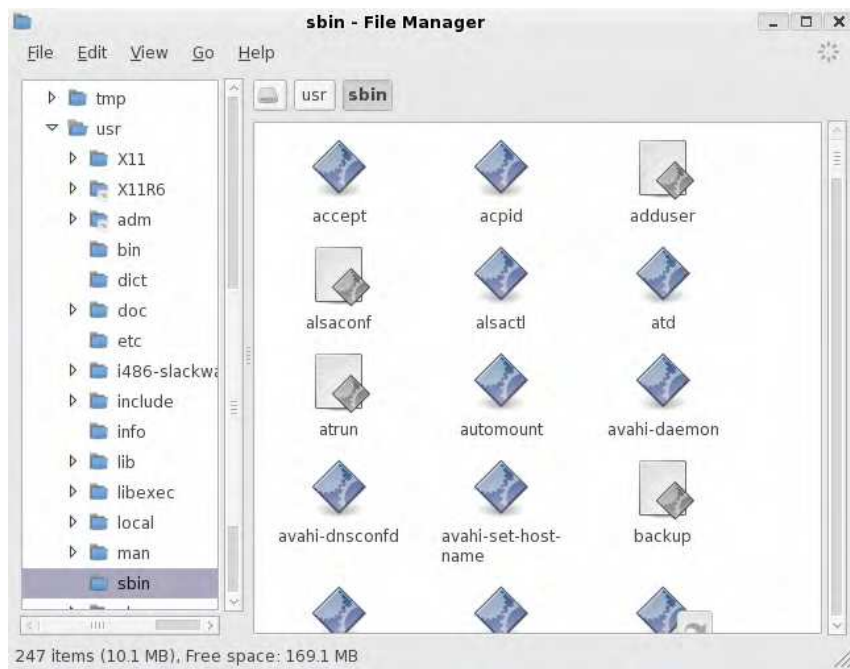 sbin - File Manager
File Edit View Go Help
tmp
usr
X11
X11R6
adm
bin
dict
doc
etc
i486-slackwa
include
info
lib
libexec
local
man
sbin
usr sbin
accept acpid adduser
alsaconf alsactl atd
atrun automount avahi-daemon
avahi-dnsconfd avahi-set-host-
name backup
247 items (10.1 MB), Free space: 169.1 MB